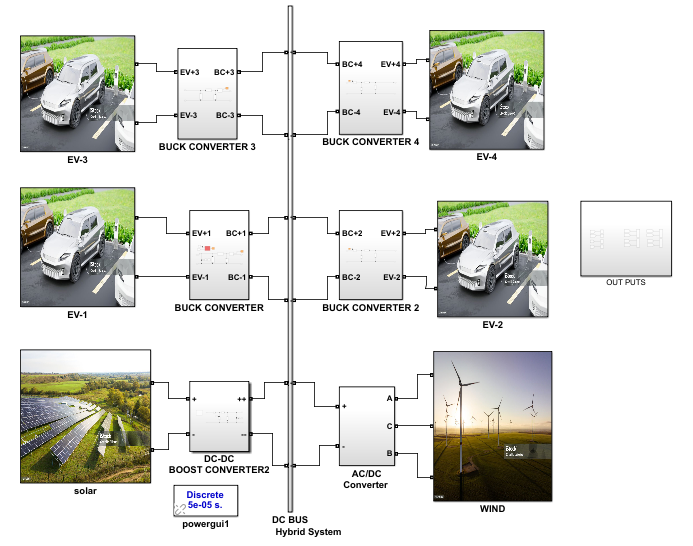 EV+3 BC+3
EV-3 BC-3
BUCK CONVERTER 3
EV-3
BC+4 EV+4
BC-4 EV-4
BUCK CONVERTER 4
EV-4
EV+1 BC+1
EV-1 BC-1
BUCK CONVERTER
EV-1
BC+2 EV+2
BC-2 EV-2
BUCK CONVERTER 2
EV-2
OUT PUTS
solar
+ ++
- --
DC-DC
BOOST CONVERTER2
Discrete
5e-05 s.
powergui1
DC BUS
Hybrid System
+ A
C
- B
AC/DC
Converter
WIND